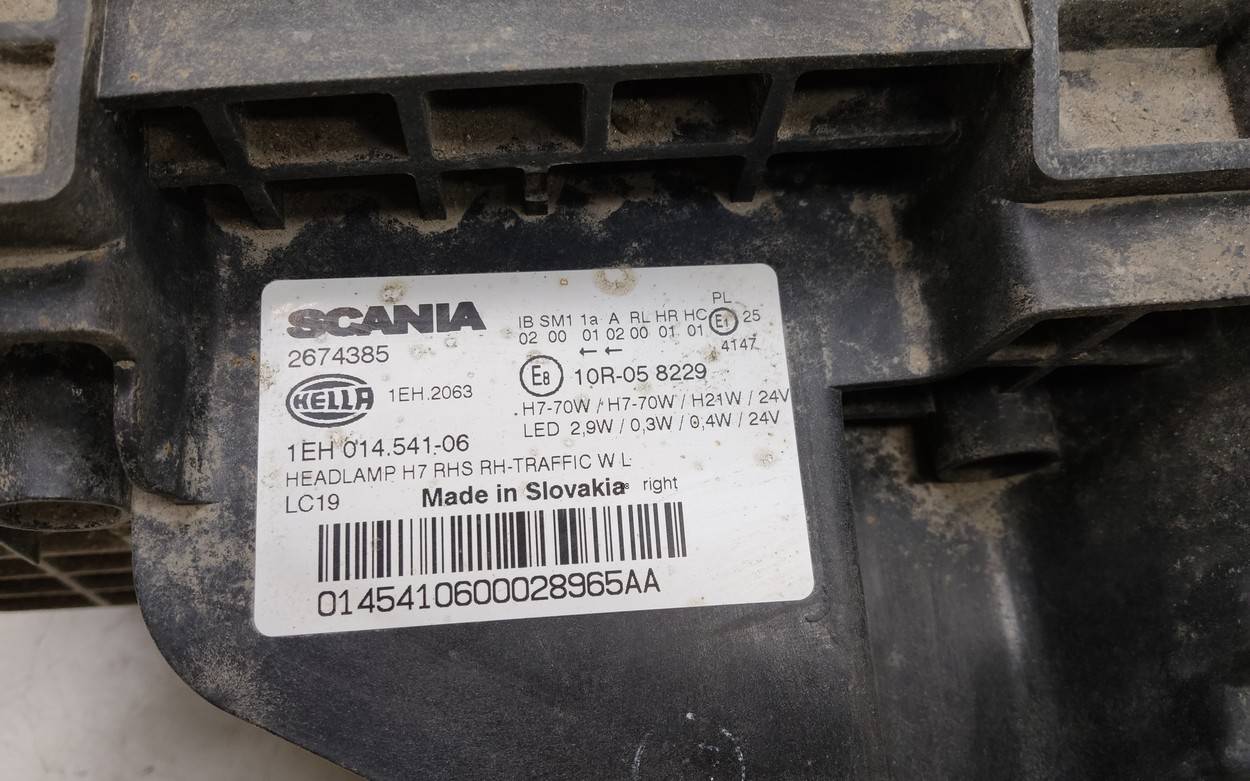 SCANIA
2674385
HELLA 1EH.2063
1EH 014.541-06
HEADLAMP H7 RHS RH-TRAFFIC W L
LC19 Made in Slovakia right
IB SM1 1a A RL HR HC PL
02 00 01 02 00 01 01 E1 25
←← 4147
E8 10R-05 8229
H7-70W / H7-70W / H21W / 24V
LED 2,9W / 0,3W / 0,4W / 24V
0145410600028965AA